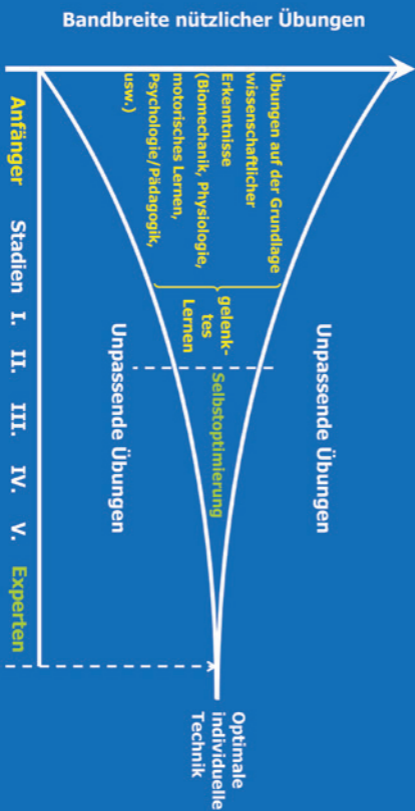 Bandbreite nützlicher Übungen
Übungen auf der Grundlage
wissenschaftlicher
Erkenntnisse
(Biomechanik, Physiologie,
motorisches Lernen,
Psychologie/Pädagogik,
usw.)
gelenk-
tes
Lernen
Selbstoptimierung
Unpassende Übungen
Unpassende Übungen
Optimale
individuelle
Technik
Anfänger Stadien I. II. III. IV. V. Experten